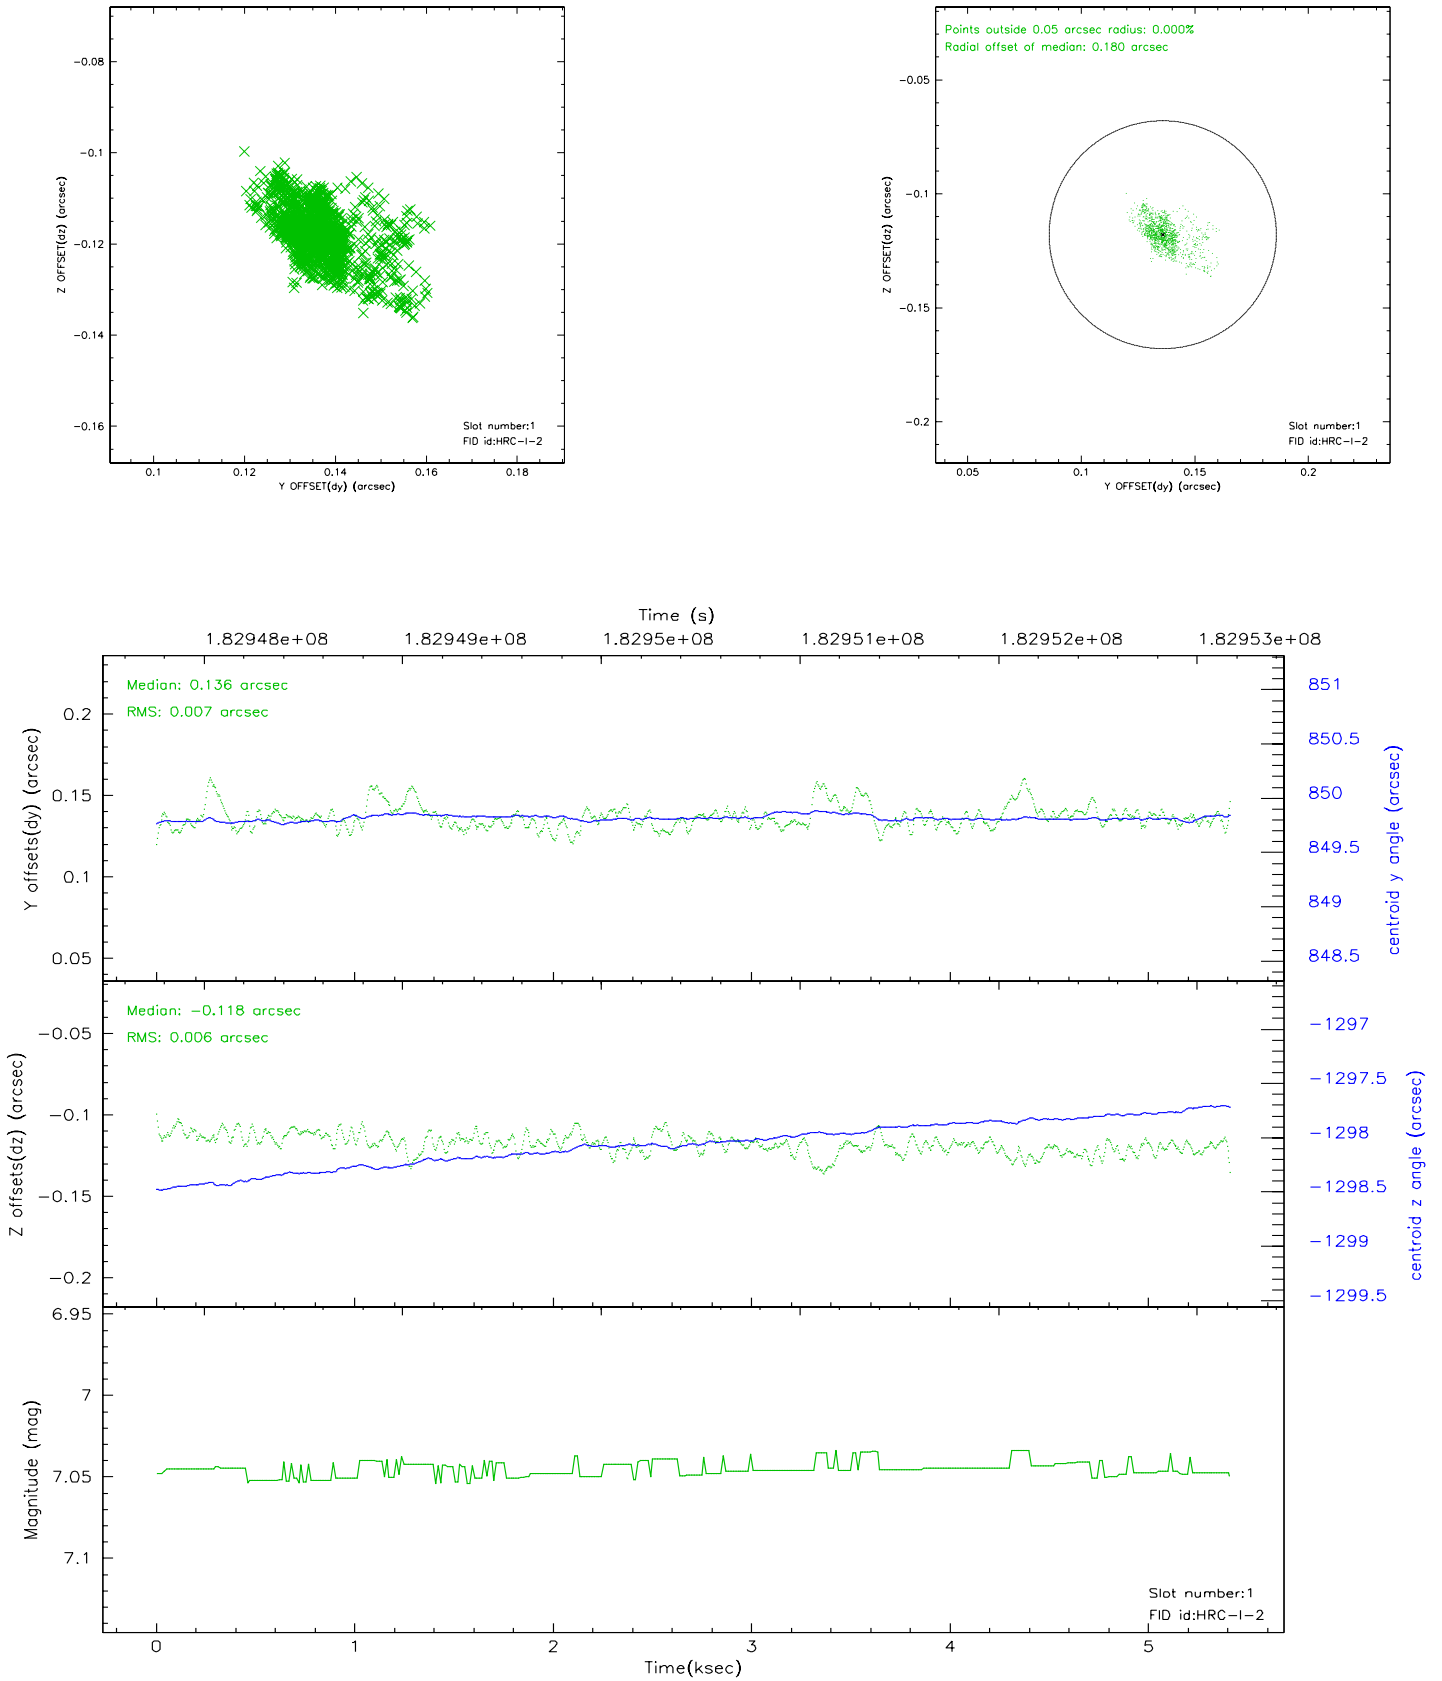 -0.08
-0.1
-0.12
-0.14
-0.16
Z OFFSET(dz) (arcsec)
Slot number:1
FID id:HRC-I-2
0.1 0.12 0.14 0.16 0.18
Y OFFSET(dy) (arcsec)
Points outside 0.05 arcsec radius: 0.000%
Radial offset of median: 0.180 arcsec
-0.05
-0.1
-0.15
-0.2
Z OFFSET(dz) (arcsec)
Slot number:1
FID id:HRC-I-2
0.05 0.1 0.15 0.2
Y OFFSET(dy) (arcsec)
Time (s)
1.82948e+08 1.82949e+08 1.8295e+08 1.82951e+08 1.82952e+08 1.82953e+08
Median: 0.136 arcsec
RMS: 0.007 arcsec
0.2
0.15
0.1
0.05
Y offsets(dy) (arcsec)
851
850.5
850
849.5
849
848.5
centroid y angle (arcsec)
Median: -0.118 arcsec
RMS: 0.006 arcsec
-0.05
-0.1
-0.15
-0.2
Z offsets(dz) (arcsec)
-1297
-1297.5
-1298
-1298.5
-1299
-1299.5
centroid z angle (arcsec)
6.95
7
7.05
7.1
Magnitude (mag)
Slot number:1
FID id:HRC-I-2
0 1 2 3 4 5
Time(ksec)